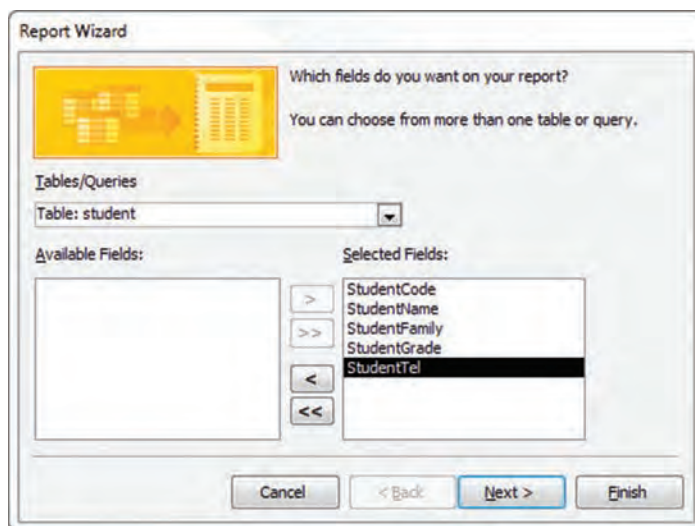 Report Wizard
Which fields do you want on your report?
You can choose from more than one table or query.
Tables/Queries
Table: student
Available Fields:
Selected Fields:
>
>>
<
<<
StudentCode
StudentName
StudentFamily
StudentGrade
StudentTel
Cancel
< Back
Next >
Finish